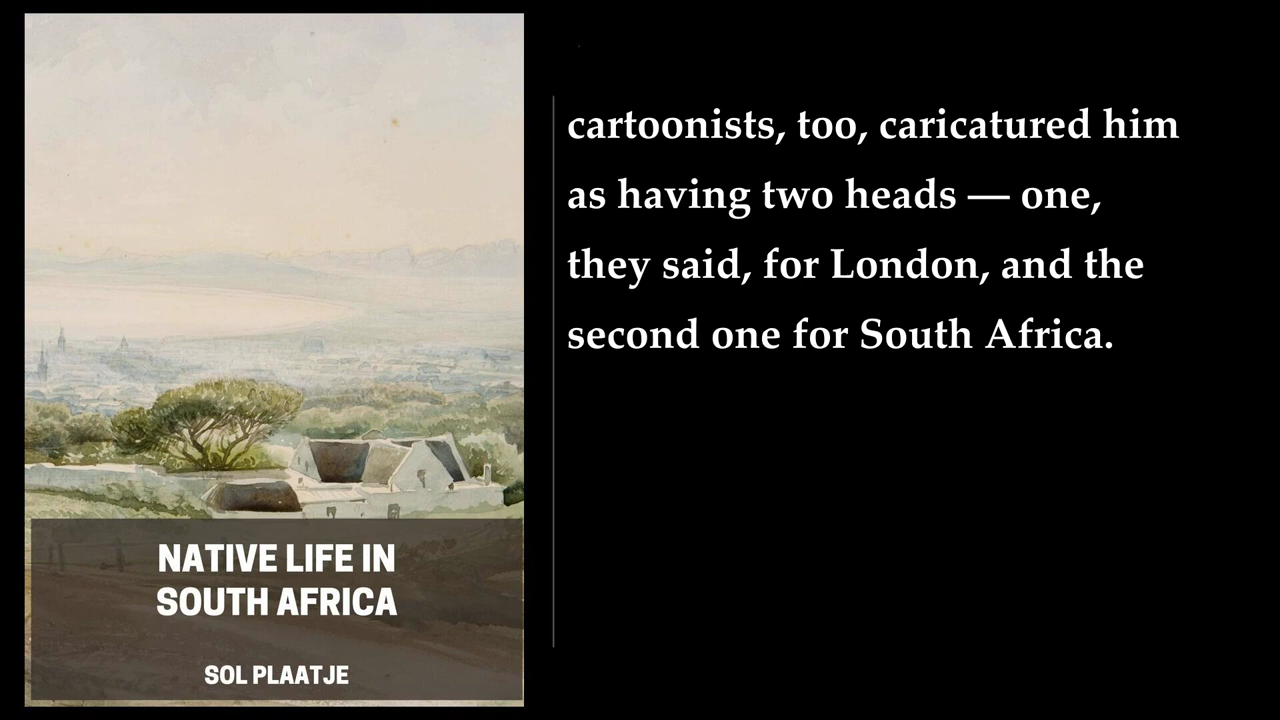 cartoonists, too, caricatured him
as having two heads — one,
they said, for London, and the
second one for South Africa.
NATIVE LIFE IN
SOUTH AFRICA
SOL PLAATJE